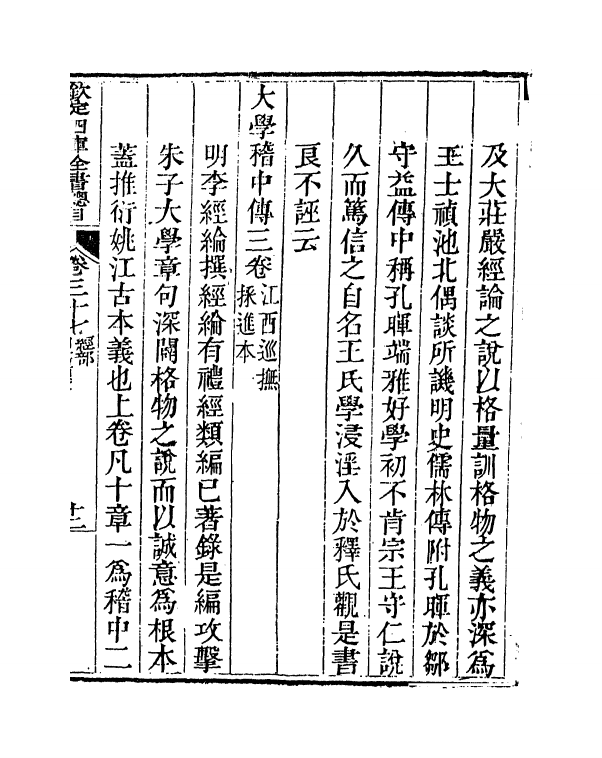 及大莊嚴經論之說以格量訓格物之義亦深爲
王士禎池北偶談所譏明史儒林傳附孔暉於鄒
守益傳中稱孔暉端雅好學初不肯宗王守仁說
久而篤信之自名王氏學浸淫入於釋氏觀是書
良不誣云
大學稽中傳三卷江西巡撫採進本
明李經綸撰經綸有禮經類編已著錄是編攻擊
朱子大學章句深闢格物之說而以誠意爲根本
蓋推衍姚江古本義也上卷凡十章一爲稽中二
欽定四庫全書總目 卷三十七 經部 十二